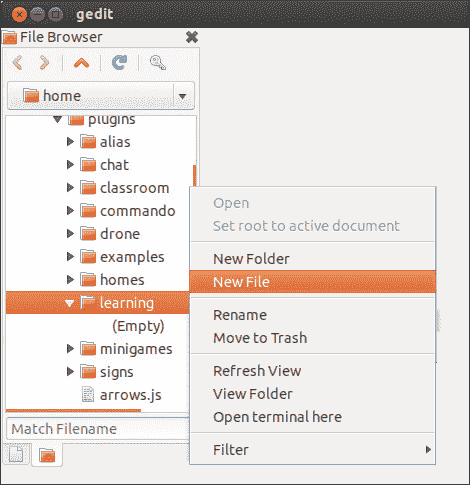 gedit
File Browser
home
plugins
alias
chat
classroom
commando
drone
examples
homes
learning
(Empty)
minigames
signs
arrows.js
Match Filename
Open
Set root to active document
New Folder
New File
Rename
Move to Trash
Refresh View
View Folder
Open terminal here
Filter